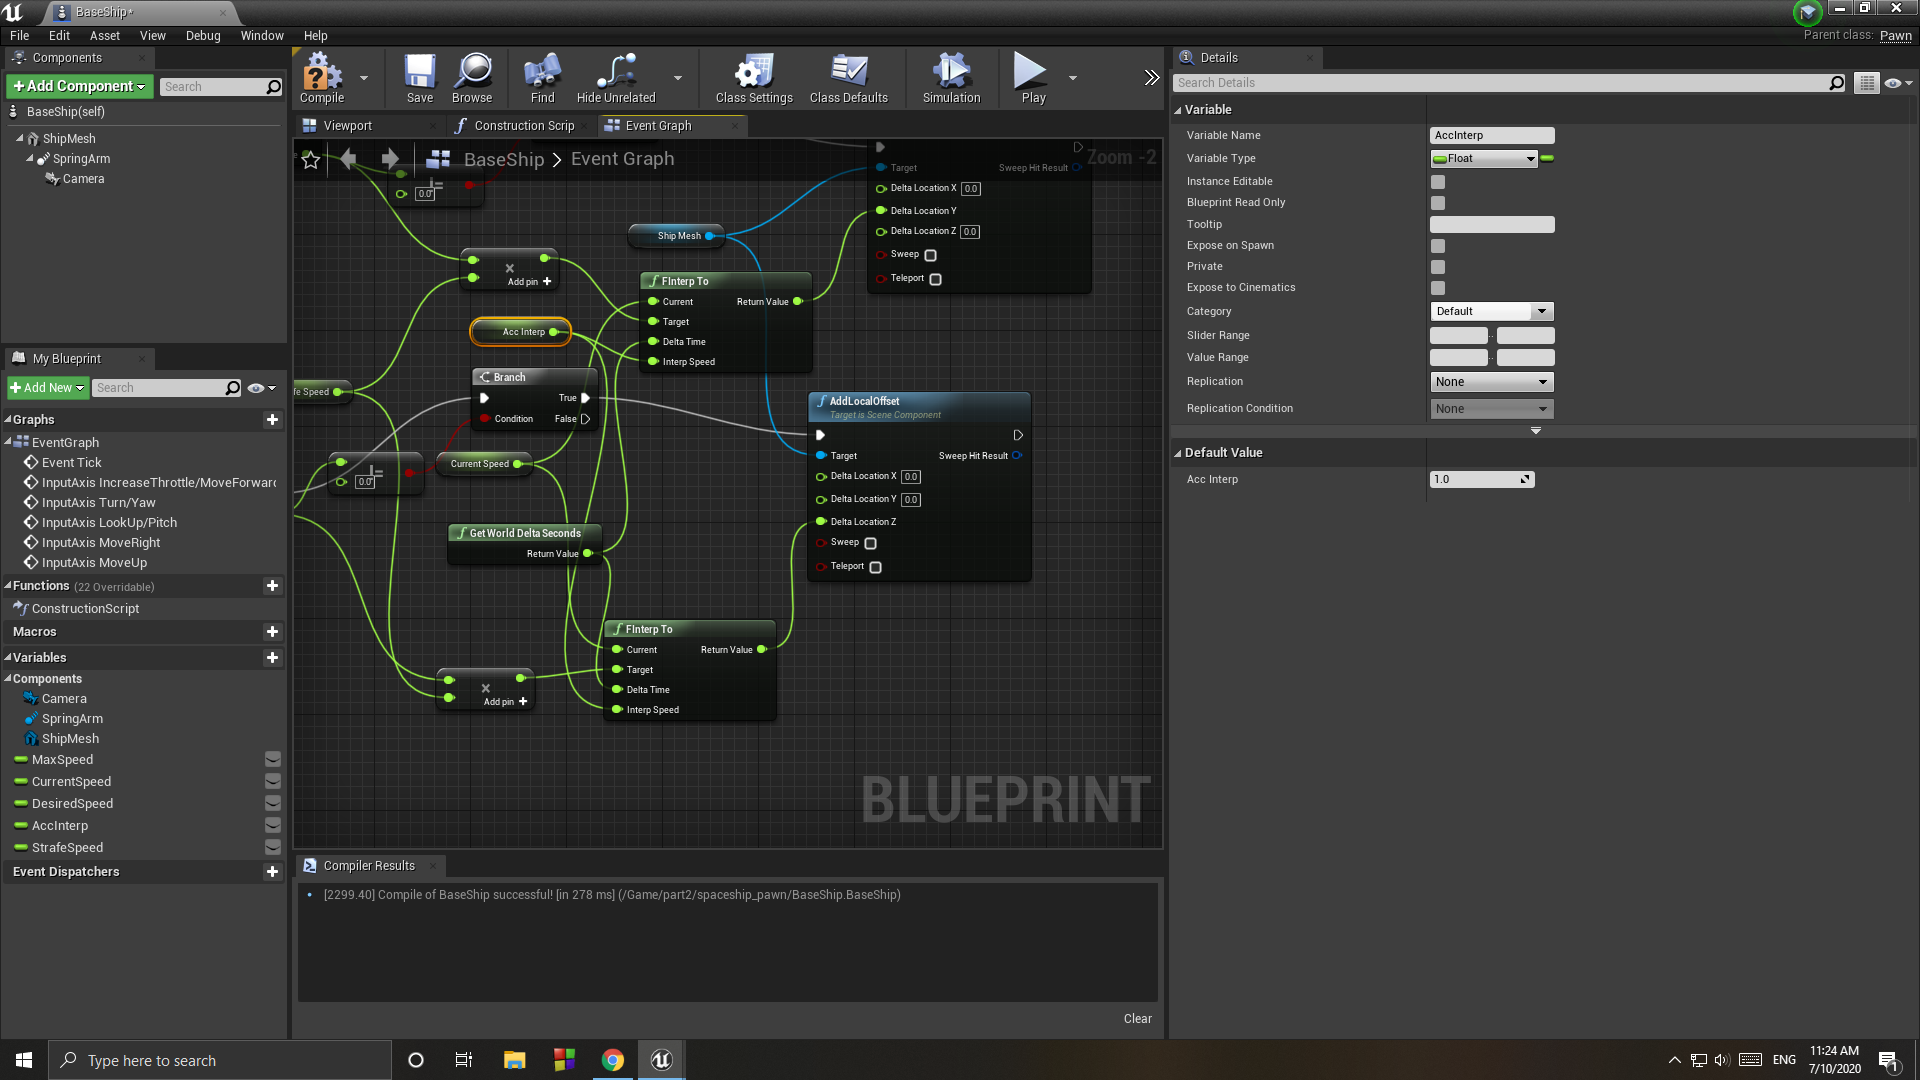 BaseShip*
File Edit Asset View Debug Window Help
Parent class: Pawn
Components
+Add Component
Search
BaseShip(self)
ShipMesh
SpringArm
Camera
My Blueprint
+Add New
Search
Graphs
EventGraph
Event Tick
InputAxis IncreaseThrottle/MoveForward
InputAxis Turn/Yaw
InputAxis LookUp/Pitch
InputAxis MoveRight
InputAxis MoveUp
Functions (22 Overridable)
ConstructionScript
Macros
Variables
Components
Camera
SpringArm
ShipMesh
MaxSpeed
CurrentSpeed
DesiredSpeed
AccInterp
StrafeSpeed
Event Dispatchers
Compile
Save
Browse
Find
Hide Unrelated
Class Settings
Class Defaults
Simulation
Play
Viewport
Construction Scrip
Event Graph
BaseShip > Event Graph
Zoom -2
0.0
Target Sweep Hit Result
Delta Location X 0.0
Delta Location Y
Delta Location Z 0.0
Sweep
Teleport
Ship Mesh
Add pin +
FInterp To
Current Return Value
Target
Delta Time
Interp Speed
Acc Interp
Branch
True
Condition False
fe Speed
Current Speed
0.0
Get World Delta Seconds
Return Value
AddLocalOffset
Target is Scene Component
Target Sweep Hit Result
Delta Location X 0.0
Delta Location Y 0.0
Delta Location Z
Sweep
Teleport
FInterp To
Current Return Value
Target
Delta Time
Interp Speed
Add pin +
BLUEPRINT
Compiler Results
[2299.40] Compile of BaseShip successful! [in 278 ms] (/Game/part2/spaceship_pawn/BaseShip.BaseShip)
Clear
Details
Search Details
Variable
Variable Name AccInterp
Variable Type Float
Instance Editable
Blueprint Read Only
Tooltip
Expose on Spawn
Private
Expose to Cinematics
Category Default
Slider Range
Value Range
Replication None
Replication Condition None
Default Value
Acc Interp 1.0
Type here to search
ENG
11:24 AM
7/10/2020
1